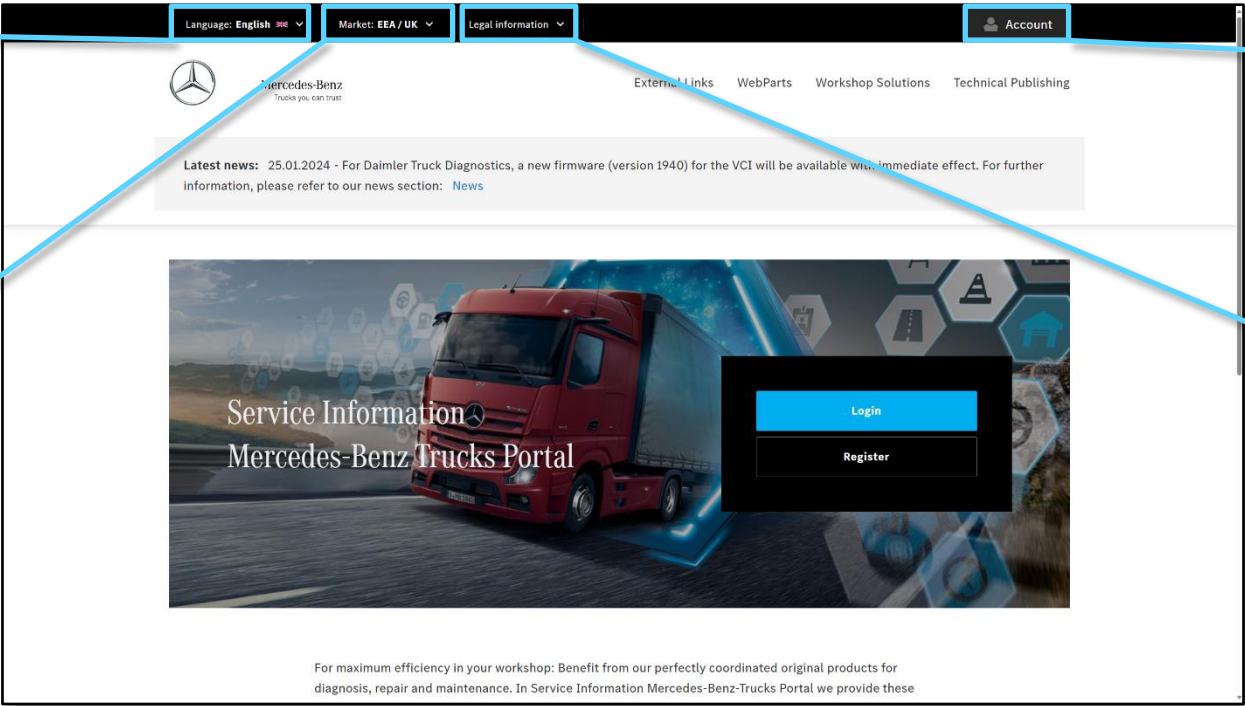 Language: English
Market: EEA / UK
Legal information
Account
Mercedes-Benz
Trucks you can trust
External Links WebParts Workshop Solutions Technical Publishing
Latest news: 25.01.2024 - For Daimler Truck Diagnostics, a new firmware (version 1940) for the VCI will be available with immediate effect. For further
information, please refer to our news section: News
Service Information
Mercedes-Benz Trucks Portal
Login
Register
For maximum efficiency in your workshop: Benefit from our perfectly coordinated original products for
diagnosis, repair and maintenance. In Service Information Mercedes-Benz-Trucks Portal we provide these